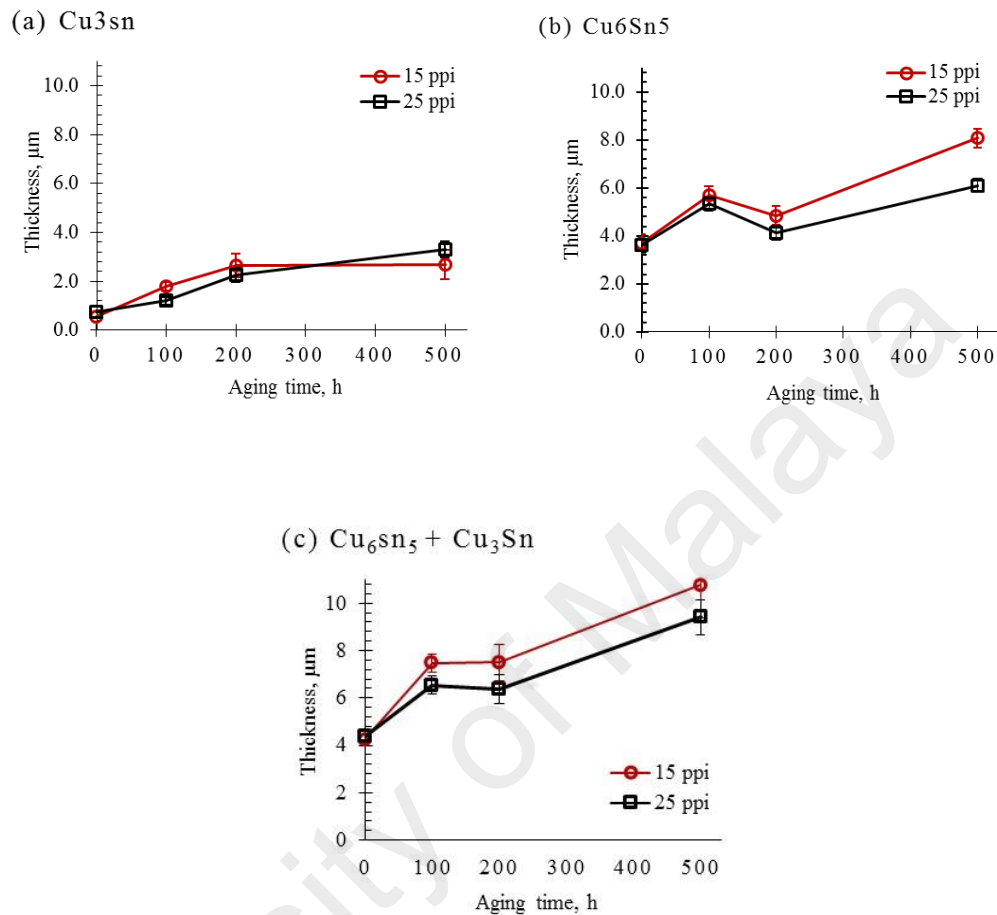 (a) Cu3sn
15 ppi
25 ppi
Thickness, µm
10.0
8.0
6.0
4.0
2.0
0.0
0 100 200 300 400 500
Aging time, h
(b) Cu6Sn5
15 ppi
25 ppi
Thickness, µm
10.0
8.0
6.0
4.0
2.0
0.0
0 100 200 300 400 500
Aging time, h
(c) Cu₆sn₅ + Cu₃Sn
Thickness, µm
10
8
6
4
2
0
15 ppi
25 ppi
0 100 200 300 400 500
Aging time, h
sity of Malaya